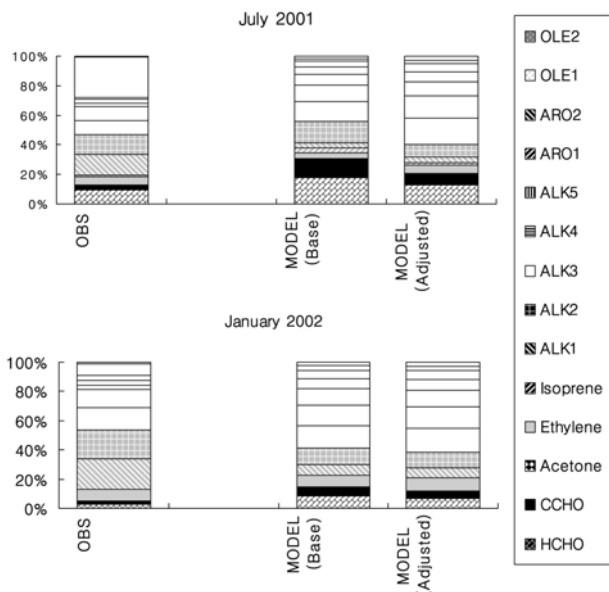 July 2001
100%
80%
60%
40%
20%
0%
OBS
MODEL
(Base)
MODEL
(Adjusted)
January 2002
100%
80%
60%
40%
20%
0%
OBS
MODEL
(Base)
MODEL
(Adjusted)
OLE2
OLE1
ARO2
ARO1
ALK5
ALK4
ALK3
ALK2
ALK1
Isoprene
Ethylene
Acetone
CCHO
HCHO